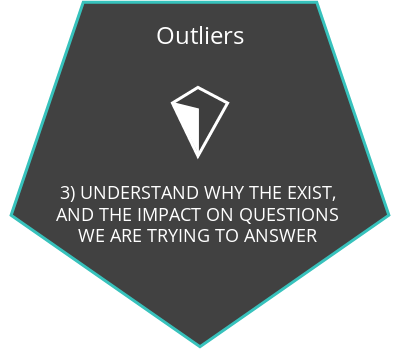 Outliers
3) UNDERSTAND WHY THE EXIST,
AND THE IMPACT ON QUESTIONS
WE ARE TRYING TO ANSWER